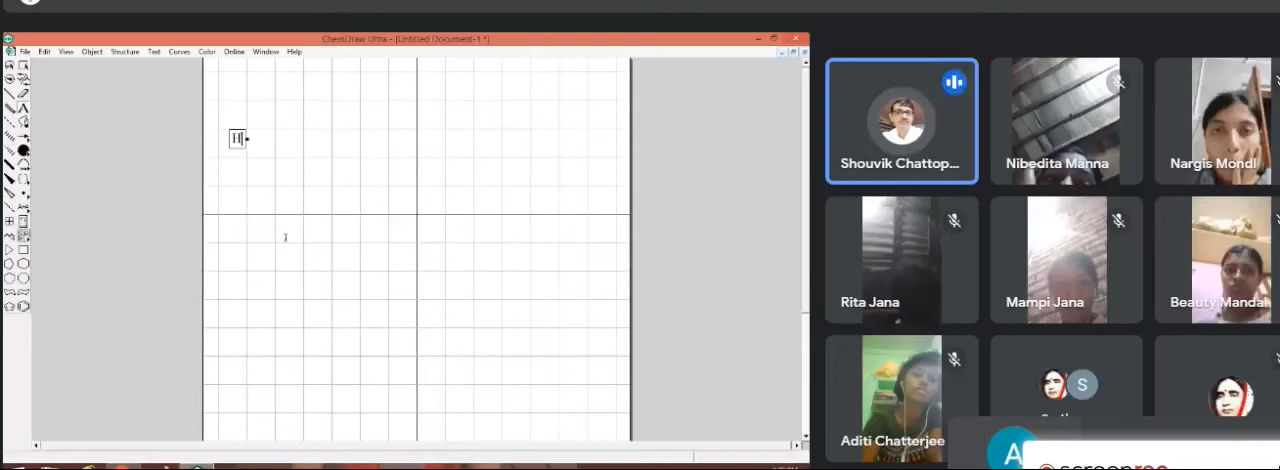 ChemDraw Ultra - [Untitled Document-1 *]
File Edit View Object Structure Text Curves Color Online Window Help
H
Shouvik Chattop...
Nibedita Manna
Nargis Mondl
Rita Jana
Mampi Jana
Beauty Mandal
S
Aditi Chatterjee
A